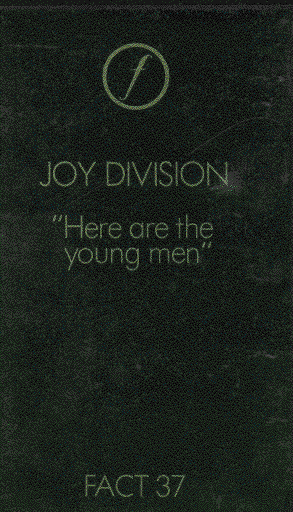 f
JOY DIVISION
"Here are the
young men"
FACT 37